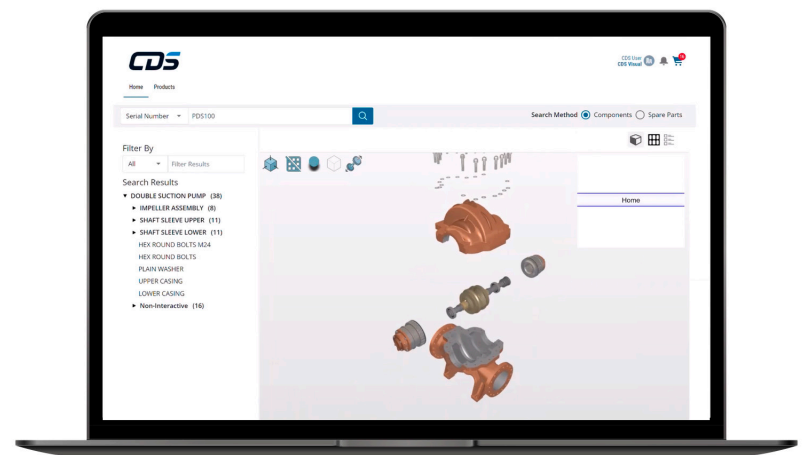 CDS
CDS User
CDS Visual
Home Products
Serial Number PDS100
Search Method Components Spare Parts
Filter By
All Filter Results
Search Results
DOUBLE SUCTION PUMP (38)
IMPELLER ASSEMBLY (8)
SHAFT SLEEVE UPPER (11)
SHAFT SLEEVE LOWER (11)
HEX ROUND BOLTS M24
HEX ROUND BOLTS
PLAIN WASHER
UPPER CASING
LOWER CASING
Non-Interactive (16)
Home